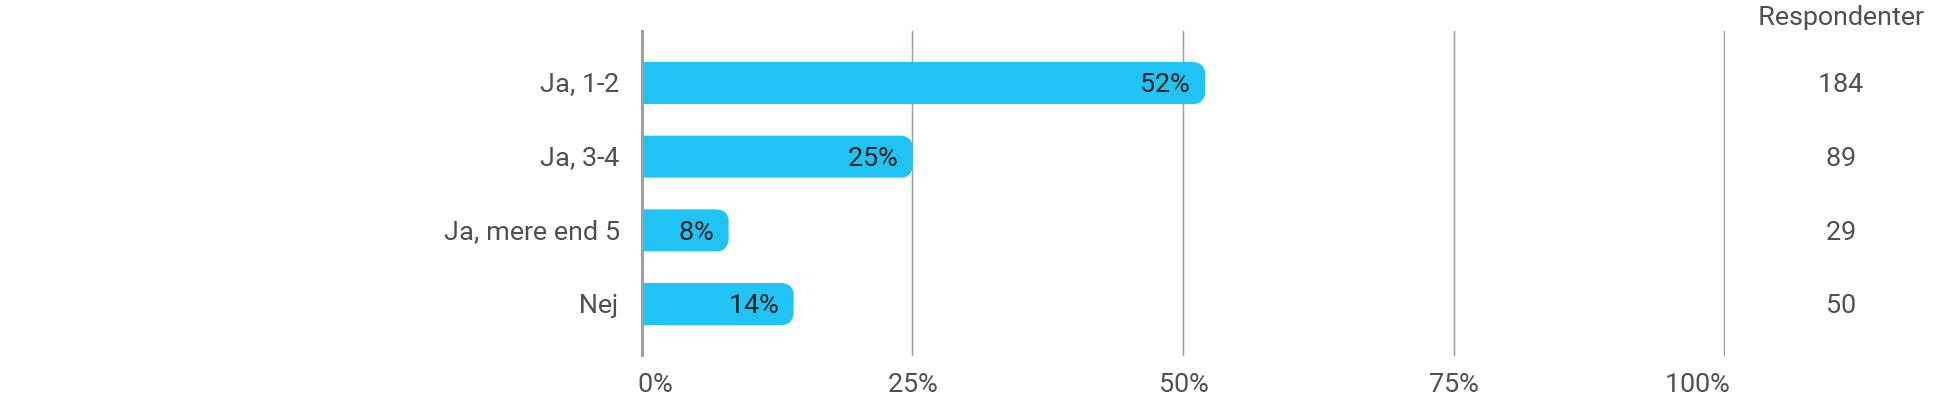 Respondenter
Ja, 1-2 52% 184
Ja, 3-4 25% 89
Ja, mere end 5 8% 29
Nej 14% 50
0% 25% 50% 75% 100%